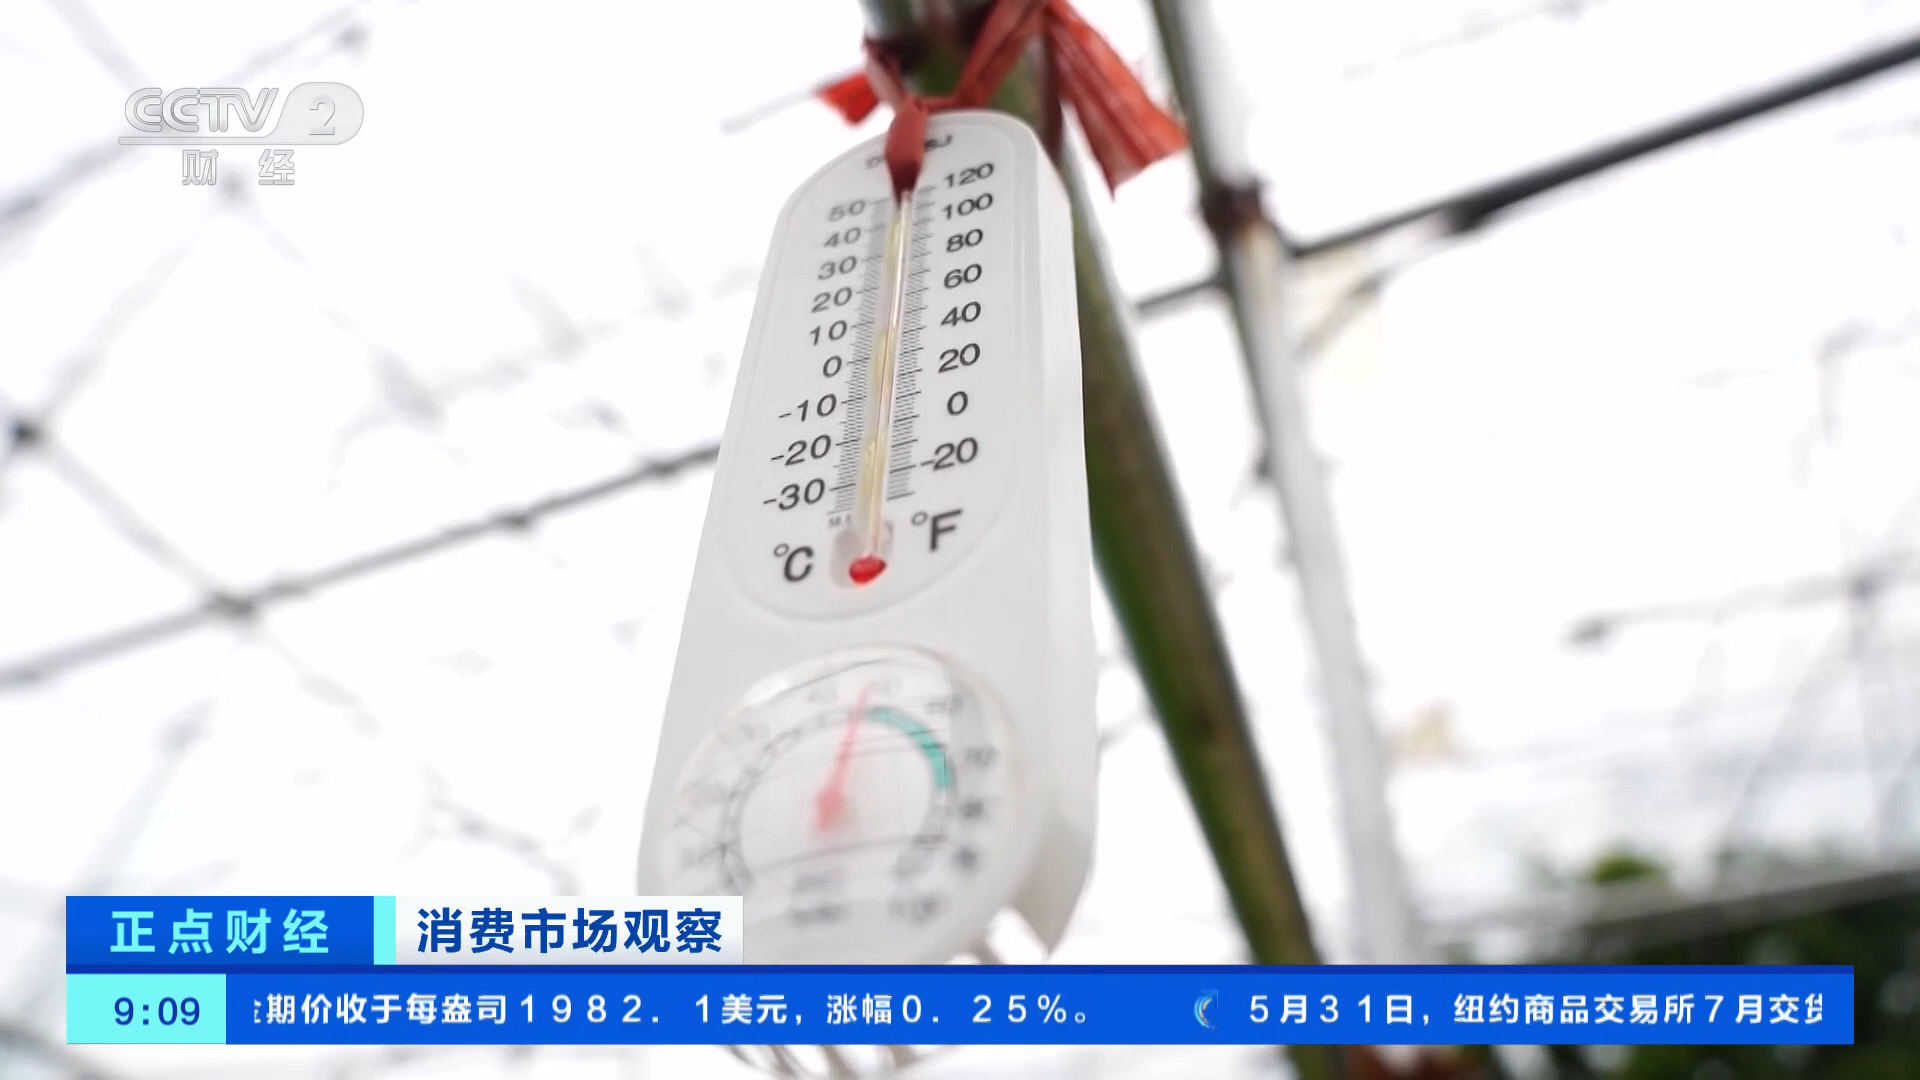 CCTV 2
财 经
50 120
40 100
30 80
20 60
10 40
0 20
-10 0
-20 -20
-30
℃ ℉
正点财经 消费市场观察
9:09 期价收于每盎司1982.1美元，涨幅0.25%。 5月31日，纽约商品交易所7月交货